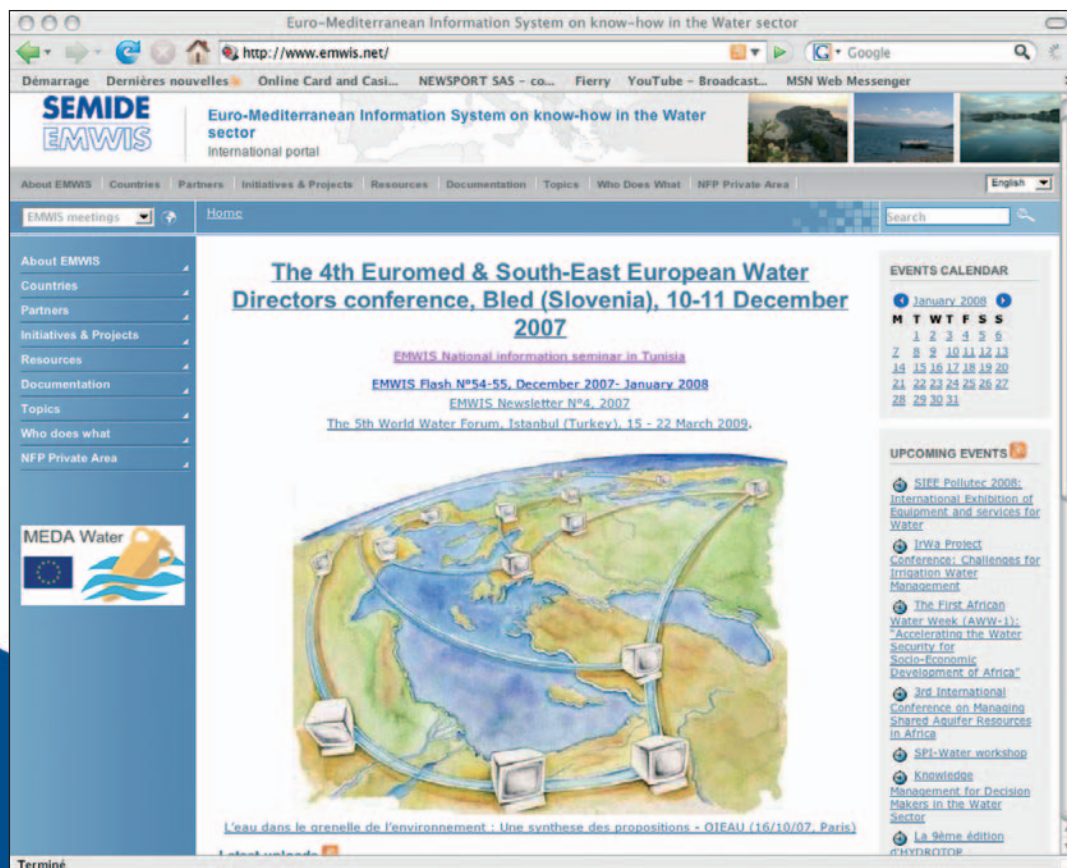 Euro-Mediterranean Information System on know-how in the Water sector
http://www.emwis.net/
G Google
Démarrage Dernières nouvelles Online Card and Casi... NEWSPORT SAS - co... Fierry YouTube - Broadcast... MSN Web Messenger
SEMIDE
EMWIS
Euro-Mediterranean Information System on know-how in the Water
sector
International portal
About EMWIS Countries Partners Initiatives & Projects Resources Documentation Topics Who Does What NFP Private Area English
EMWIS meetings
Home
Search
About EMWIS
Countries
Partners
Initiatives & Projects
Resources
Documentation
Topics
Who does what
NFP Private Area
MEDA Water
The 4th Euromed & South-East European Water
Directors conference, Bled (Slovenia), 10-11 December
2007
EMWIS National information seminar in Tunisia
EMWIS Flash N°54-55, December 2007- January 2008
EMWIS Newsletter N°4, 2007
The 5th World Water Forum, Istanbul (Turkey), 15 - 22 March 2009.
L'eau dans le grenelle de l'environnement : Une synthese des propositions - OIEAU (16/10/07, Paris)
Latest uploads
EVENTS CALENDAR
January 2008
M T W T F S S
1 2 3 4 5 6
7 8 9 10 11 12 13
14 15 16 17 18 19 20
21 22 23 24 25 26 27
28 29 30 31
UPCOMING EVENTS
SIEE Pollutec 2008:
International Exhibition of
Equipment and services for
Water
IrWa Project
Conference: Challenges for
Irrigation Water
Management
The First African
Water Week (AWW-1):
"Accelerating the Water
Security for
Socio-Economic
Development of Africa"
3rd International
Conference on Managing
Shared Aquifer Resources
in Africa
SPI-Water workshop
Knowledge
Management for Decision
Makers in the Water
Sector
La 9ème édition
d'HYDROTOP
Terminé